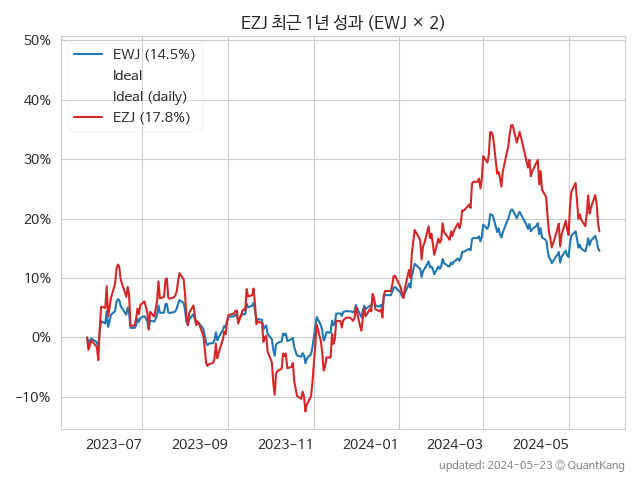 EZJ 최근 1년 성과 (EWJ × 2)
50%
40%
30%
20%
10%
0%
−10%
EWJ (14.5%)
Ideal
Ideal (daily)
EZJ (17.8%)
2023-07
2023-09
2023-11
2024-01
2024-03
2024-05
updated: 2024-05-23 © QuantKang